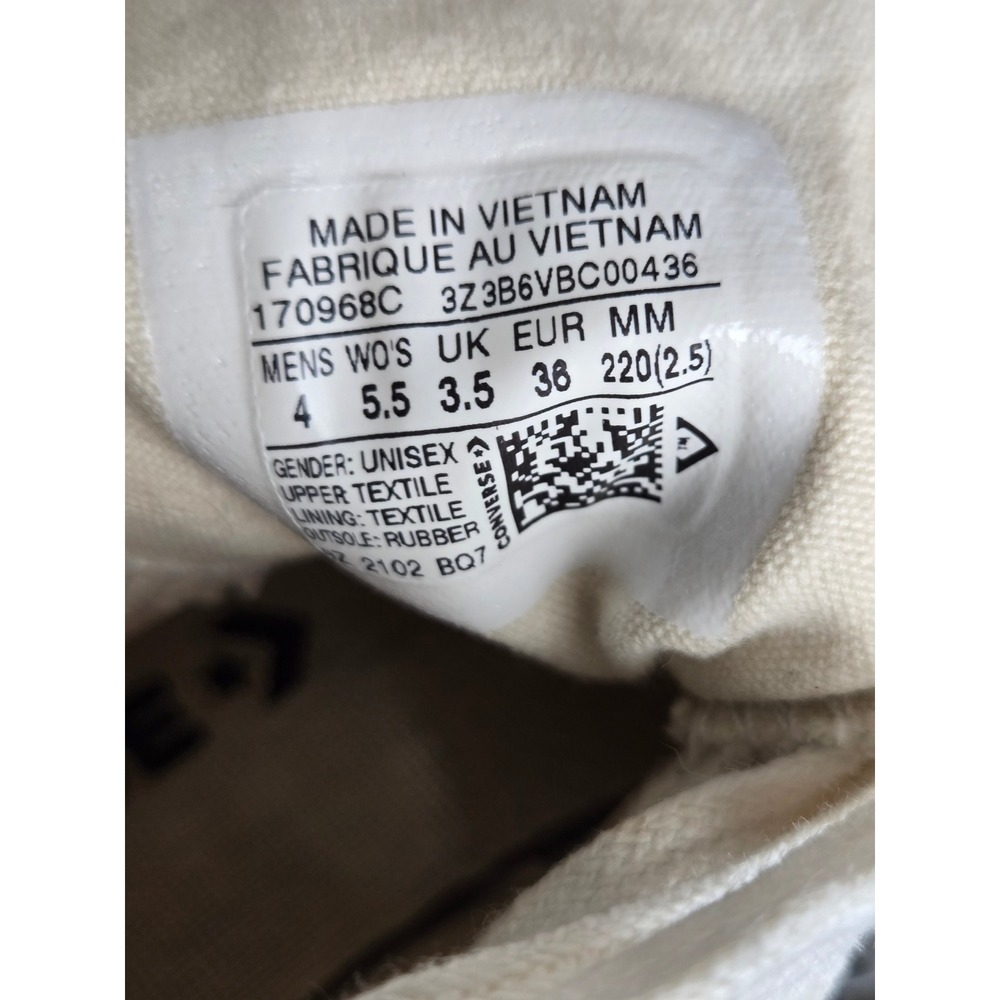 MADE IN VIETNAM
FABRIQUE AU VIETNAM
170968C 3Z3B6VBC00436
MENS WO'S UK EUR MM
4 5.5 3.5 36 220(2.5)
GENDER: UNISEX
UPPER TEXTILE
LINING: TEXTILE
OUTSOLE: RUBBER
2102 BQ7
CONVERSE